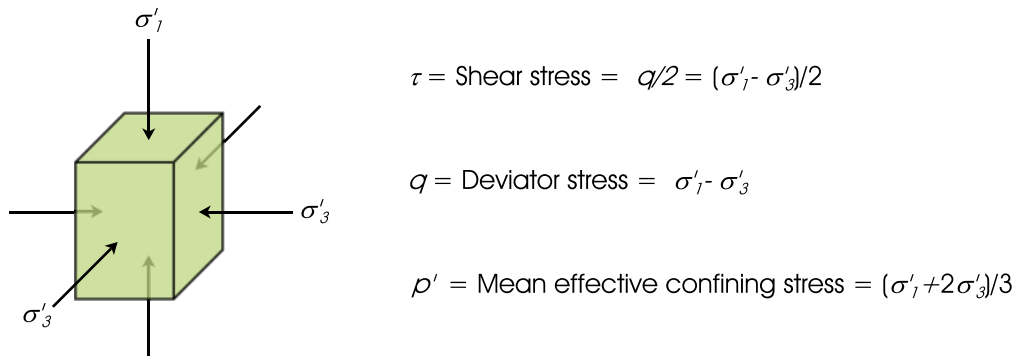 σ′₁
τ = Shear stress = q/2 = (σ′₁- σ′₃)/2
q = Deviator stress = σ′₁- σ′₃
σ′₃
p′ = Mean effective confining stress = (σ′₁+2σ′₃)/3
σ′₃